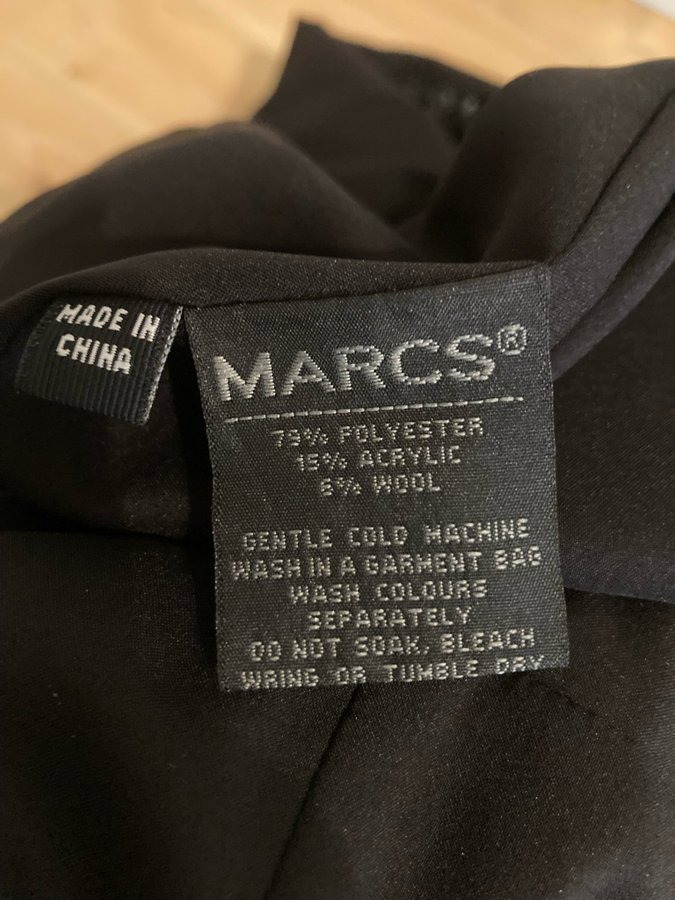 MADE IN
CHINA
MARCS®
79% POLYESTER
15% ACRYLIC
6% WOOL
GENTLE COLD MACHINE
WASH IN A GARMENT BAG
WASH COLOURS
SEPARATELY
DO NOT SOAK, BLEACH
WRING OR TUMBLE DRY